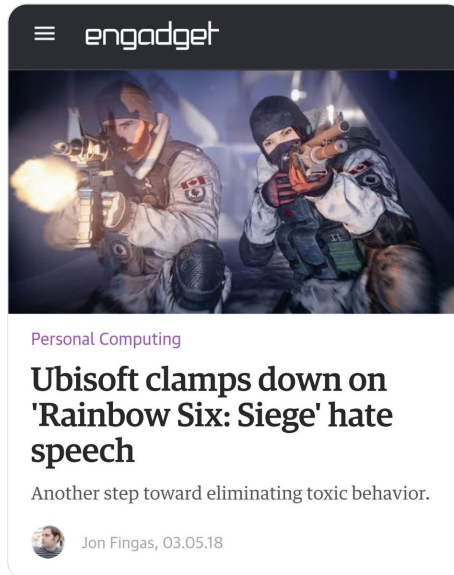 engadget
Personal Computing
Ubisoft clamps down on
'Rainbow Six: Siege' hate
speech
Another step toward eliminating toxic behavior.
Jon Fingas, 03.05.18